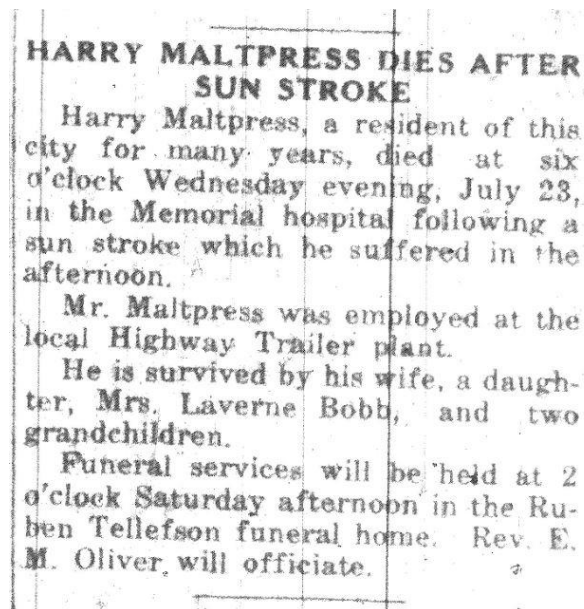 HARRY MALTPRESS DIES AFTER
SUN STROKE
Harry Maltpress, a resident of this
city for many years, died at six
o'clock Wednesday evening, July 23,
in the Memorial hospital following a
sun stroke which he suffered in the
afternoon.
Mr. Maltpress was employed at the
local Highway Trailer plant.
He is survived by his wife, a daugh-
ter, Mrs. Laverne Bobb, and two
grandchildren.
Funeral services will be held at 2
o'clock Saturday afternoon in the Ru-
ben Tellefson funeral home. Rev. E.
M. Oliver will officiate.